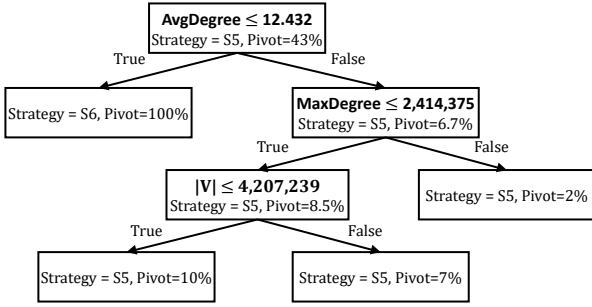 AvgDegree ≤ 12.432
Strategy = S5, Pivot=43%
True
False
Strategy = S6, Pivot=100%
MaxDegree ≤ 2,414,375
Strategy = S5, Pivot=6.7%
True
False
|V| ≤ 4,207,239
Strategy = S5, Pivot=8.5%
Strategy = S5, Pivot=2%
True
False
Strategy = S5, Pivot=10%
Strategy = S5, Pivot=7%